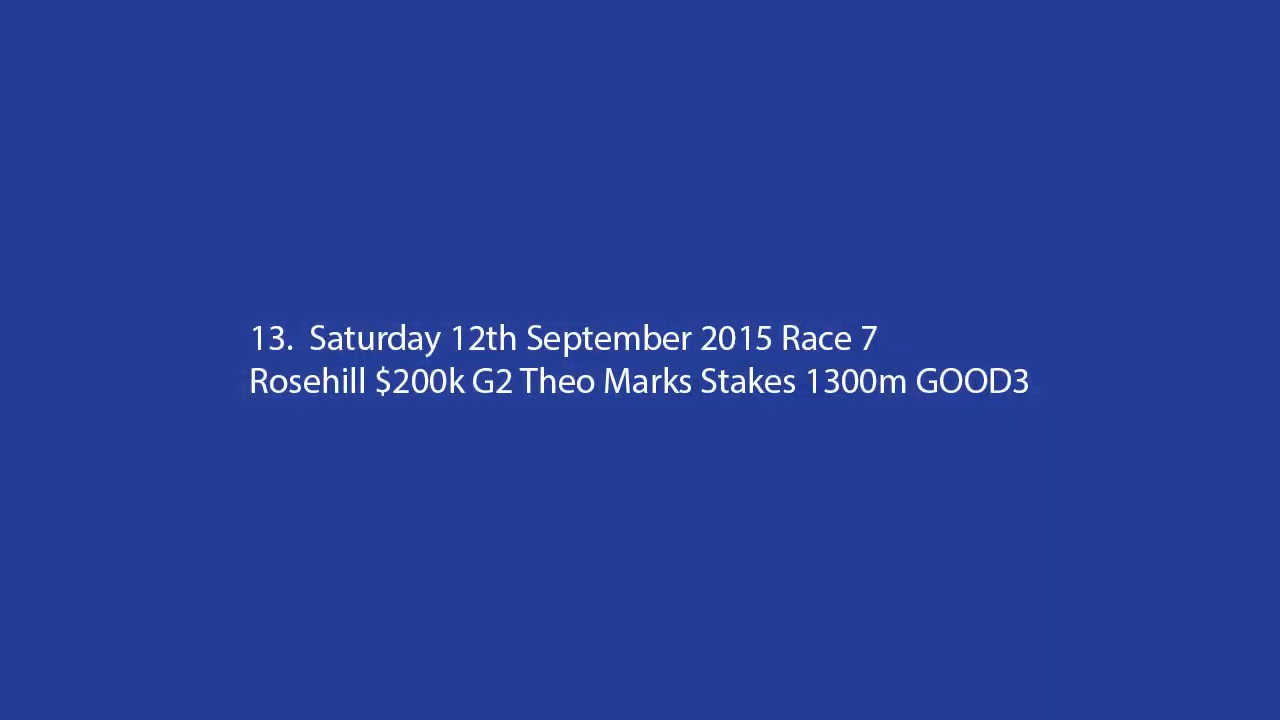 13.  Saturday 12th September 2015 Race 7
Rosehill $200k G2 Theo Marks Stakes 1300m GOOD3